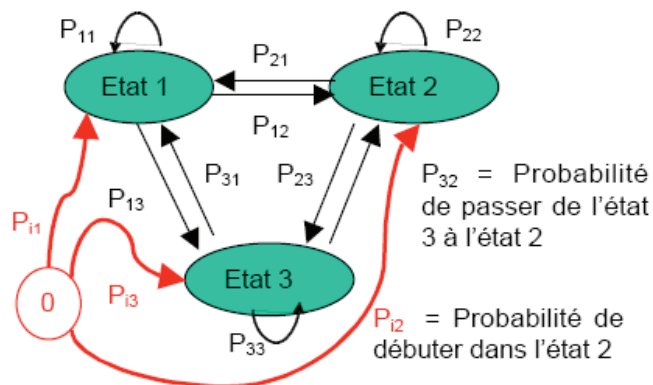 P11
P22
P21
Etat 1
Etat 2
P12
P31
P23
P13
P32 = Probabilité
de passer de l'état
3 à l'état 2
Pi1
Etat 3
0
Pi3
P33
Pi2 = Probabilité de
débuter dans l'état 2